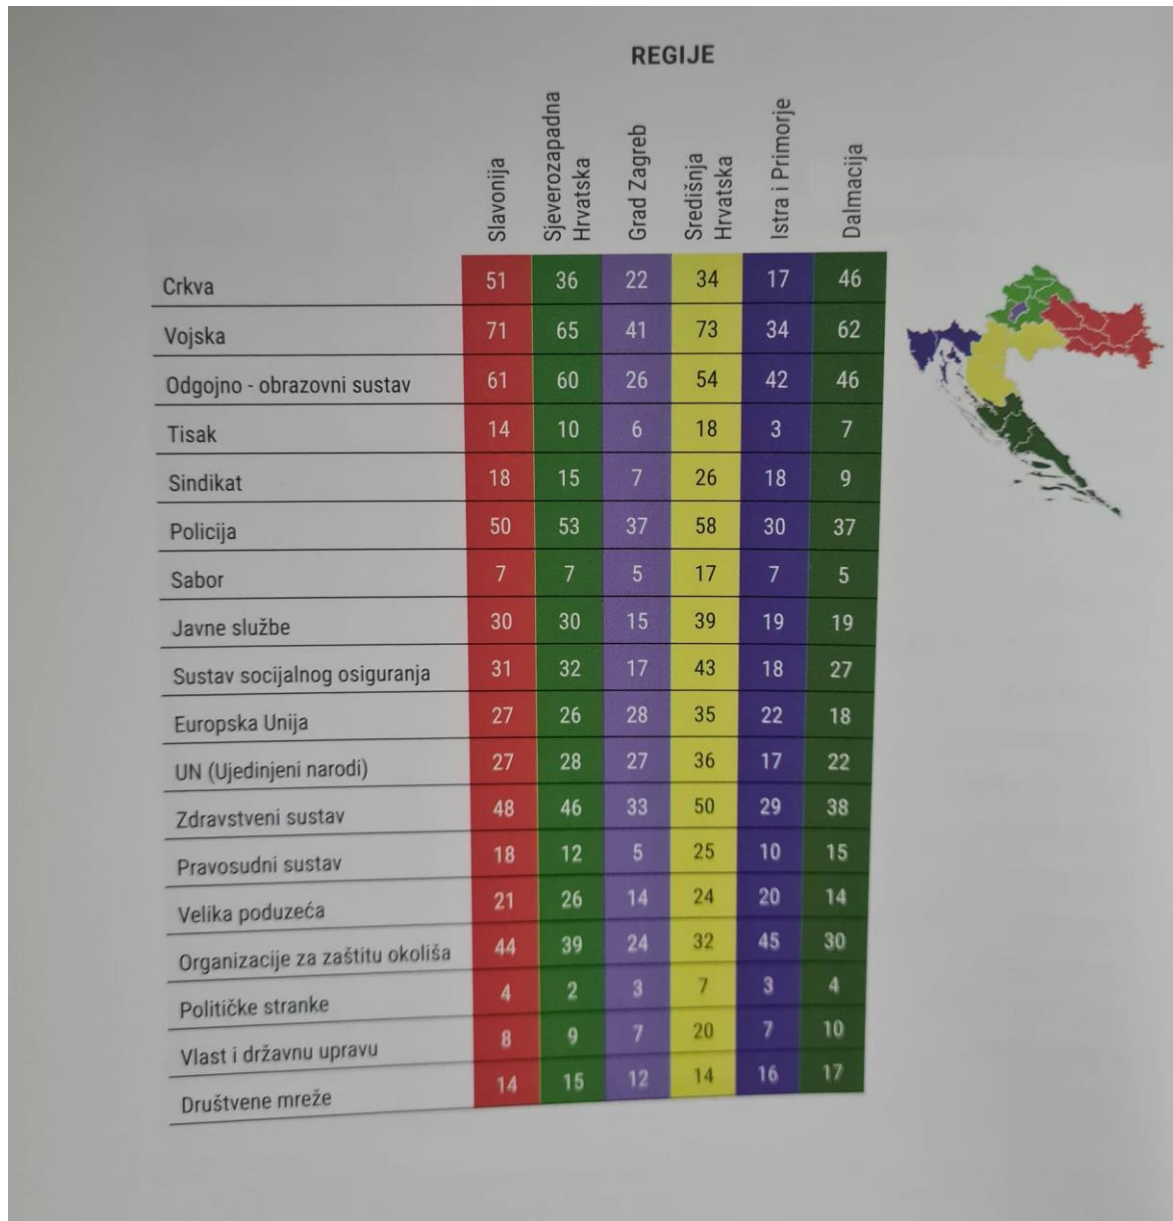 REGIJE
Slavonija
Sjeverozapadna
Hrvatska
Grad Zagreb
Središnja
Hrvatska
Istra i Primorje
Dalmacija
Crkva 51 36 22 34 17 46
Vojska 71 65 41 73 34 62
Odgojno - obrazovni sustav 61 60 26 54 42 46
Tisak 14 10 6 18 3 7
Sindikat 18 15 7 26 18 9
Policija 50 53 37 58 30 37
Sabor 7 7 5 17 7 5
Javne službe 30 30 15 39 19 19
Sustav socijalnog osiguranja 31 32 17 43 18 27
Europska Unija 27 26 28 35 22 18
UN (Ujedinjeni narodi) 27 28 27 36 17 22
Zdravstveni sustav 48 46 33 50 29 38
Pravosudni sustav 18 12 5 25 10 15
Velika poduzeća 21 26 14 24 20 14
Organizacije za zaštitu okoliša 44 39 24 32 45 30
Političke stranke 4 2 3 7 3 4
Vlast i državnu upravu 8 9 7 20 7 10
Društvene mreže 14 15 12 14 16 17